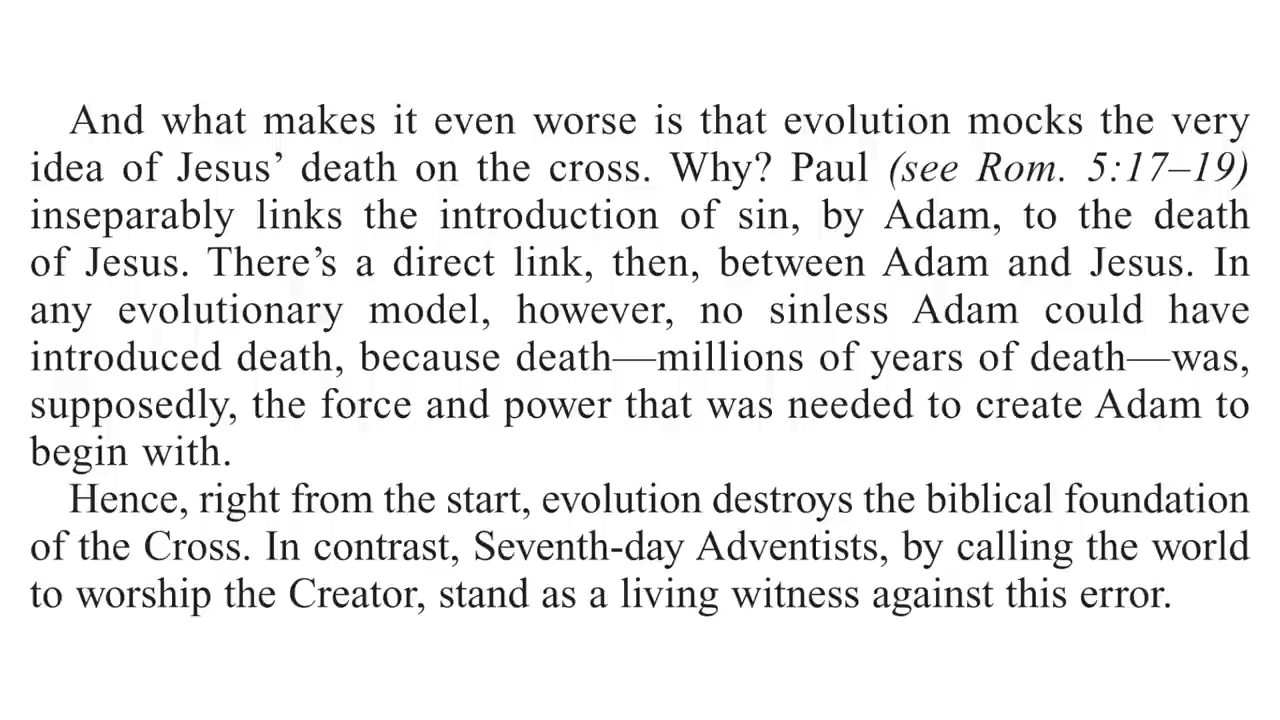 And what makes it even worse is that evolution mocks the very
idea of Jesus’ death on the cross. Why? Paul (see Rom. 5:17–19)
inseparably links the introduction of sin, by Adam, to the death
of Jesus. There’s a direct link, then, between Adam and Jesus. In
any evolutionary model, however, no sinless Adam could have
introduced death, because death—millions of years of death—was,
supposedly, the force and power that was needed to create Adam to
begin with.
Hence, right from the start, evolution destroys the biblical foundation
of the Cross. In contrast, Seventh-day Adventists, by calling the world
to worship the Creator, stand as a living witness against this error.